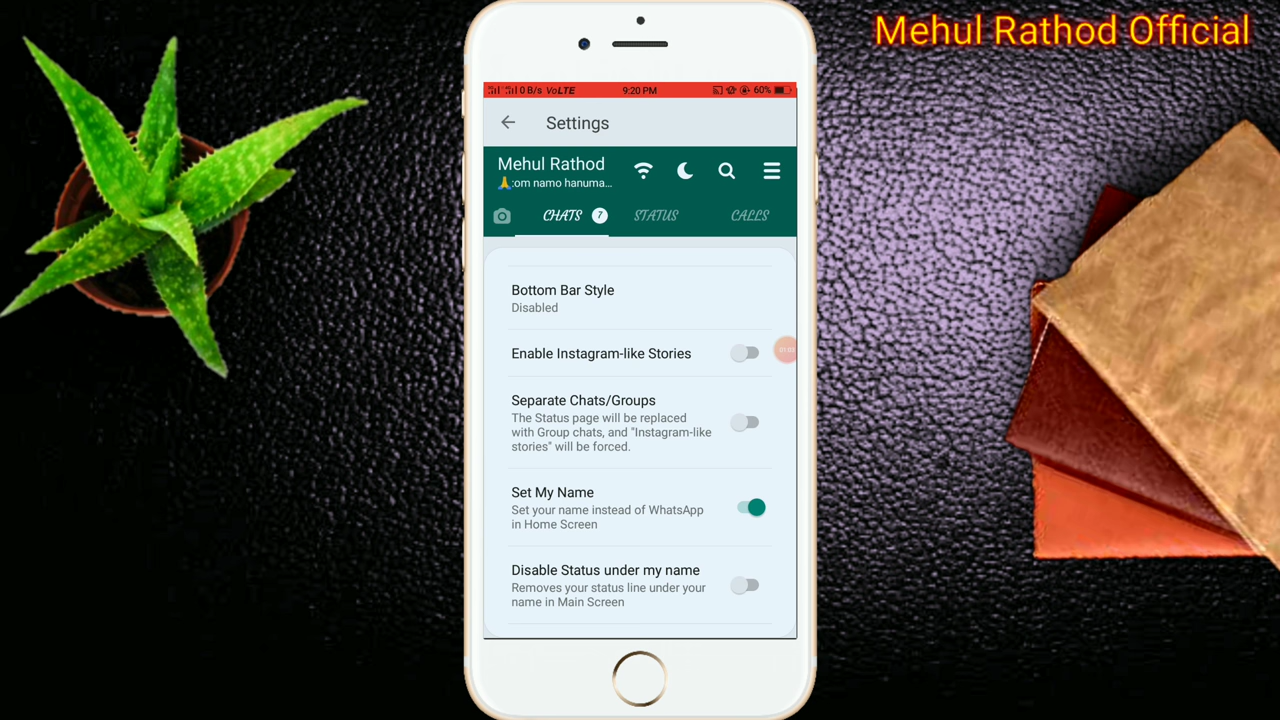 Mehul Rathod Official
0 B/s VoLTE 9:20 PM 60%
Settings
Mehul Rathod
🙏:om namo hanuma...
CHATS 7 STATUS CALLS
Bottom Bar Style
Disabled
Enable Instagram-like Stories
Separate Chats/Groups
The Status page will be replaced
with Group chats, and "Instagram-like
stories" will be forced.
Set My Name
Set your name instead of WhatsApp
in Home Screen
Disable Status under my name
Removes your status line under your
name in Main Screen